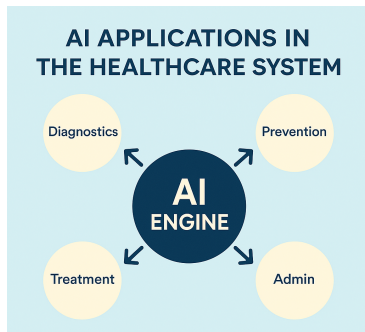 AI APPLICATIONS IN
THE HEALTHCARE SYSTEM
Diagnostics
Prevention
AI
ENGINE
Treatment
Admin